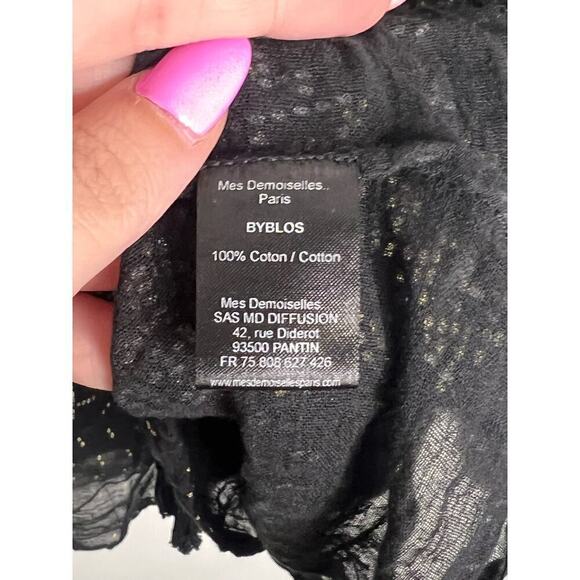 Mes Demoiselles..
Paris
BYBLOS
100% Coton / Cotton
Mes Demoiselles
SAS MD DIFFUSION
42, rue Diderot
93500 PANTIN
FR 75 808 627 426
www.mesdemoisellesparis.com